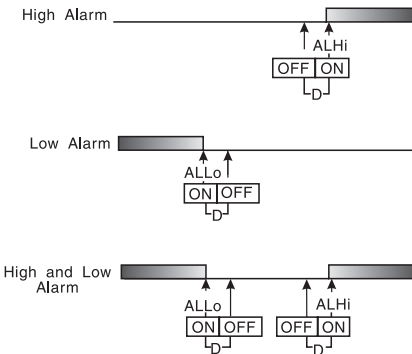 High Alarm
ALHi
OFF ON
D
Low Alarm
ALLo
ON OFF
D
High and Low
Alarm
ALLo ALHi
ON OFF OFF ON
D D